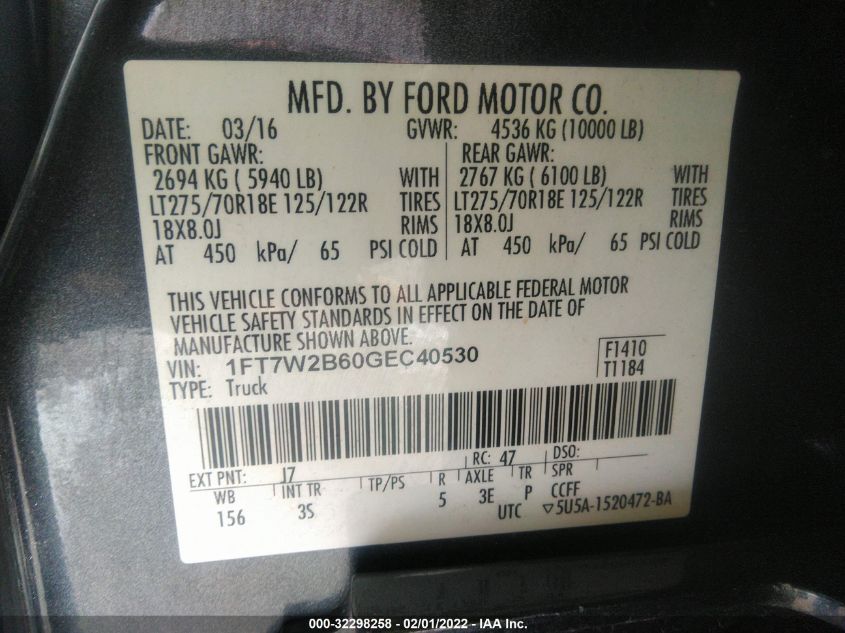 MFD. BY FORD MOTOR CO.
DATE: 03/16 GVWR: 4536 KG (10000 LB)
FRONT GAWR: REAR GAWR:
2694 KG ( 5940 LB) WITH 2767 KG ( 6100 LB) WITH
LT275/70R18E 125/122R TIRES LT275/70R18E 125/122R TIRES
18X8.0J RIMS 18X8.0J RIMS
AT 450 kPa/ 65 PSI COLD AT 450 kPa/ 65 PSI COLD
THIS VEHICLE CONFORMS TO ALL APPLICABLE FEDERAL MOTOR
VEHICLE SAFETY STANDARDS IN EFFECT ON THE DATE OF
MANUFACTURE SHOWN ABOVE.
VIN: 1FT7W2B60GEC40530 F1410
TYPE: Truck T1184
EXT PNT: J7 RC: 47 DSO:
WB INT TR TP/PS R AXLE TR SPR
156 3S 5 3E P CCFF
UTC ▽5U5A-1520472-BA
000-32298258 - 02/01/2022 - IAA Inc.